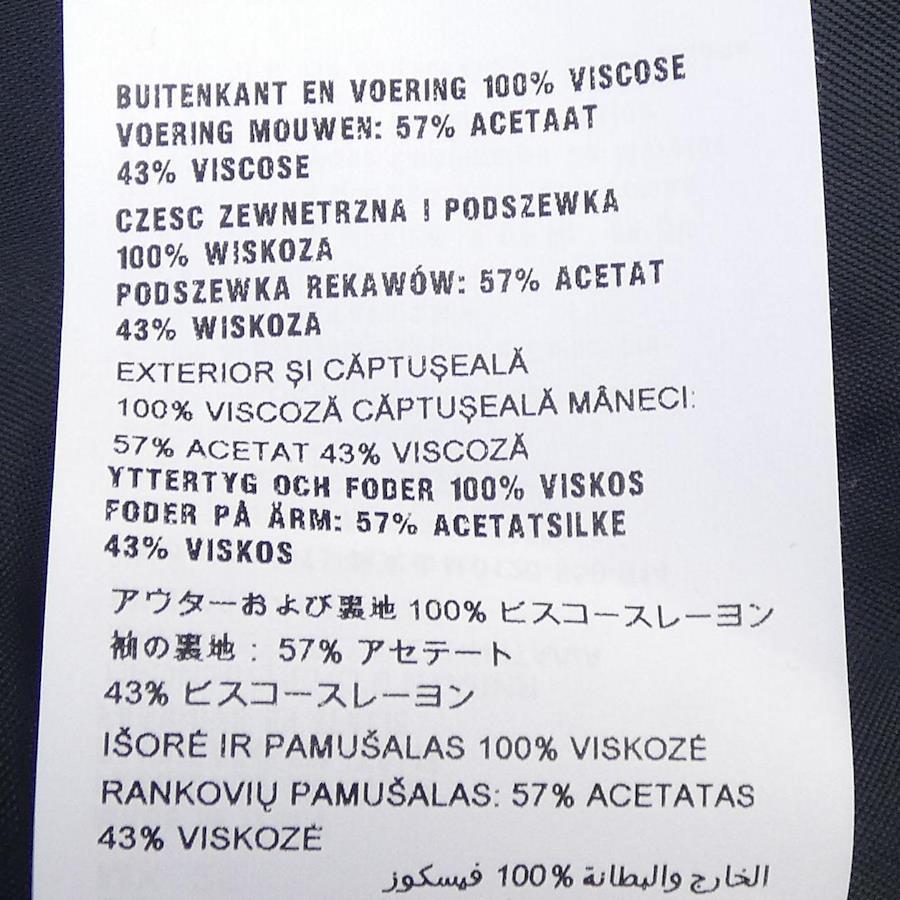 BUITENKANT EN VOERING 100% VISCOSE
VOERING MOUWEN: 57% ACETAAT
43% VISCOSE
CZESC ZEWNETRZNA I PODSZEWKA
100% WISKOZA
PODSZEWKA REKAWÓW: 57% ACETAT
43% WISKOZA
EXTERIOR ȘI CĂPTUȘEALĂ
100% VISCOZĂ CĂPTUȘEALĂ MÂNECI:
57% ACETAT 43% VISCOZĂ
YTTERTYG OCH FODER 100% VISKOS
FODER PÅ ÄRM: 57% ACETATSILKE
43% VISKOS
アウターおよび裏地 100% ビスコースレーヨン
袖の裏地： 57% アセテート
43% ビスコースレーヨン
IŠORĖ IR PAMUŠALAS 100% VISKOZĖ
RANKOVIŲ PAMUŠALAS: 57% ACETATAS
43% VISKOZĖ
الخارج والبطانة 100% فيسكوز